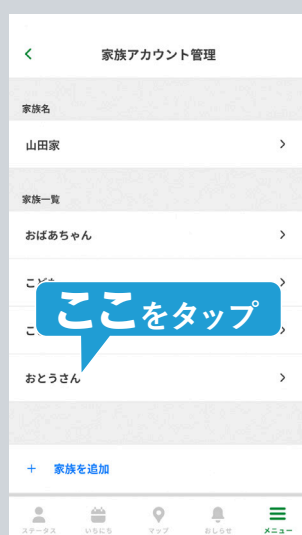 家族アカウント管理
家族名
山田家
家族一覧
おばあちゃん
ここをタップ
おとうさん
+ 家族を追加
ステータス いちにち マップ おしらせ メニュー